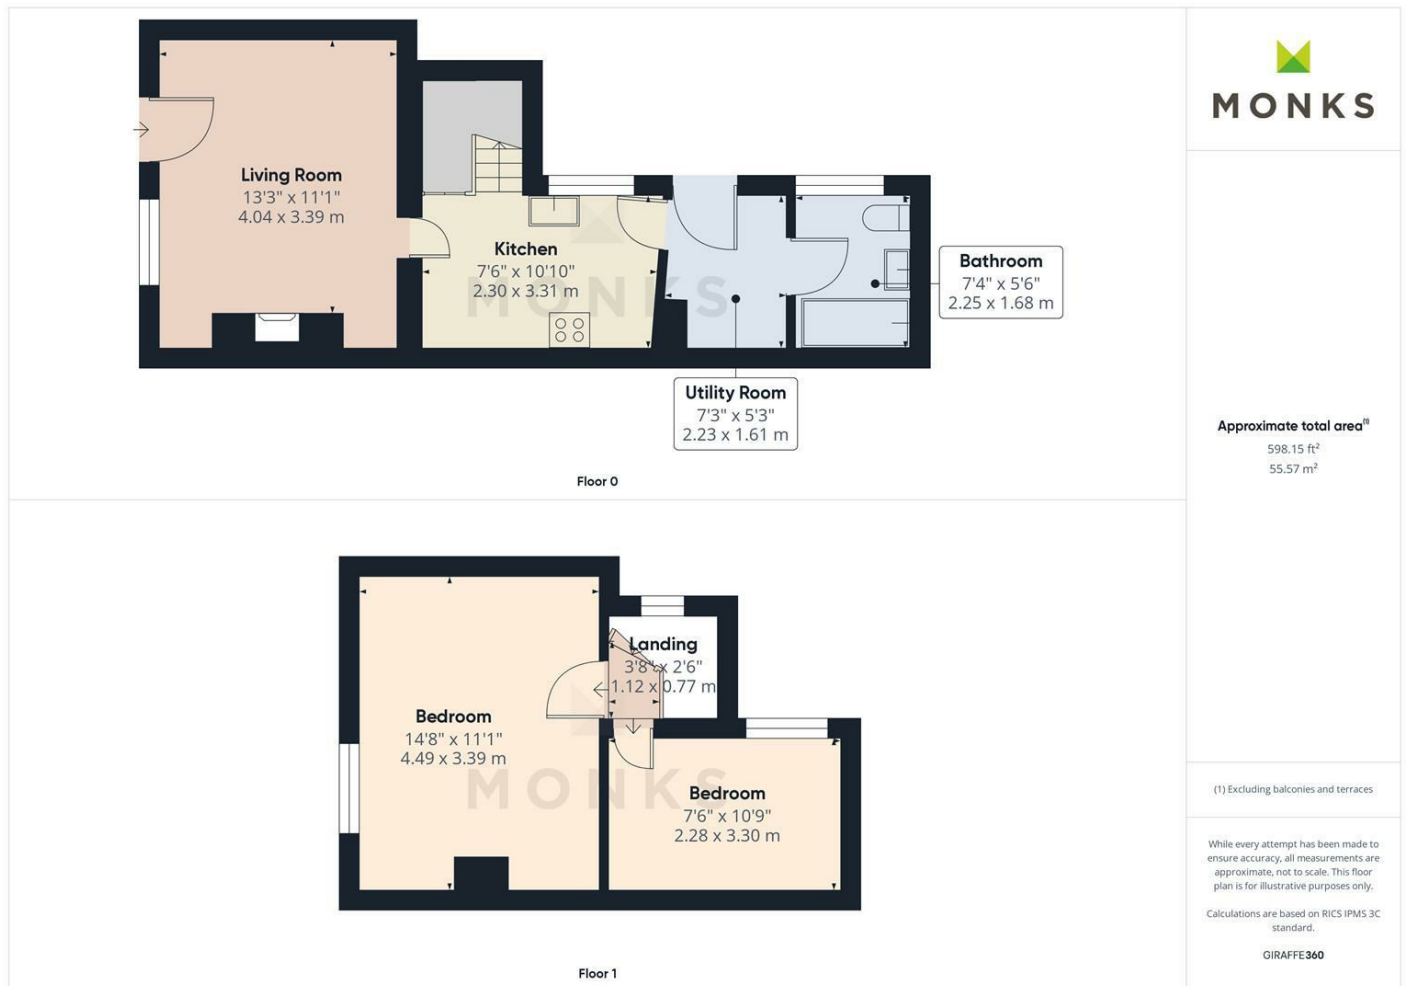 Living Room
13'3" x 11'1"
4.04 x 3.39 m
Kitchen
7'6" x 10'10"
2.30 x 3.31 m
Bathroom
7'4" x 5'6"
2.25 x 1.68 m
Utility Room
7'3" x 5'3"
2.23 x 1.61 m
MONKS
Floor 0
Landing
3'8" x 2'6"
1.12 x 0.77 m
Bedroom
14'8" x 11'1"
4.49 x 3.39 m
Bedroom
7'6" x 10'9"
2.28 x 3.30 m
MONKS
Floor 1
MONKS
Approximate total area⁽¹⁾
598.15 ft²
55.57 m²
(1) Excluding balconies and terraces
While every attempt has been made to
ensure accuracy, all measurements are
approximate, not to scale. This floor
plan is for illustrative purposes only.
Calculations are based on RICS IPMS 3C
standard.
GIRAFFE360